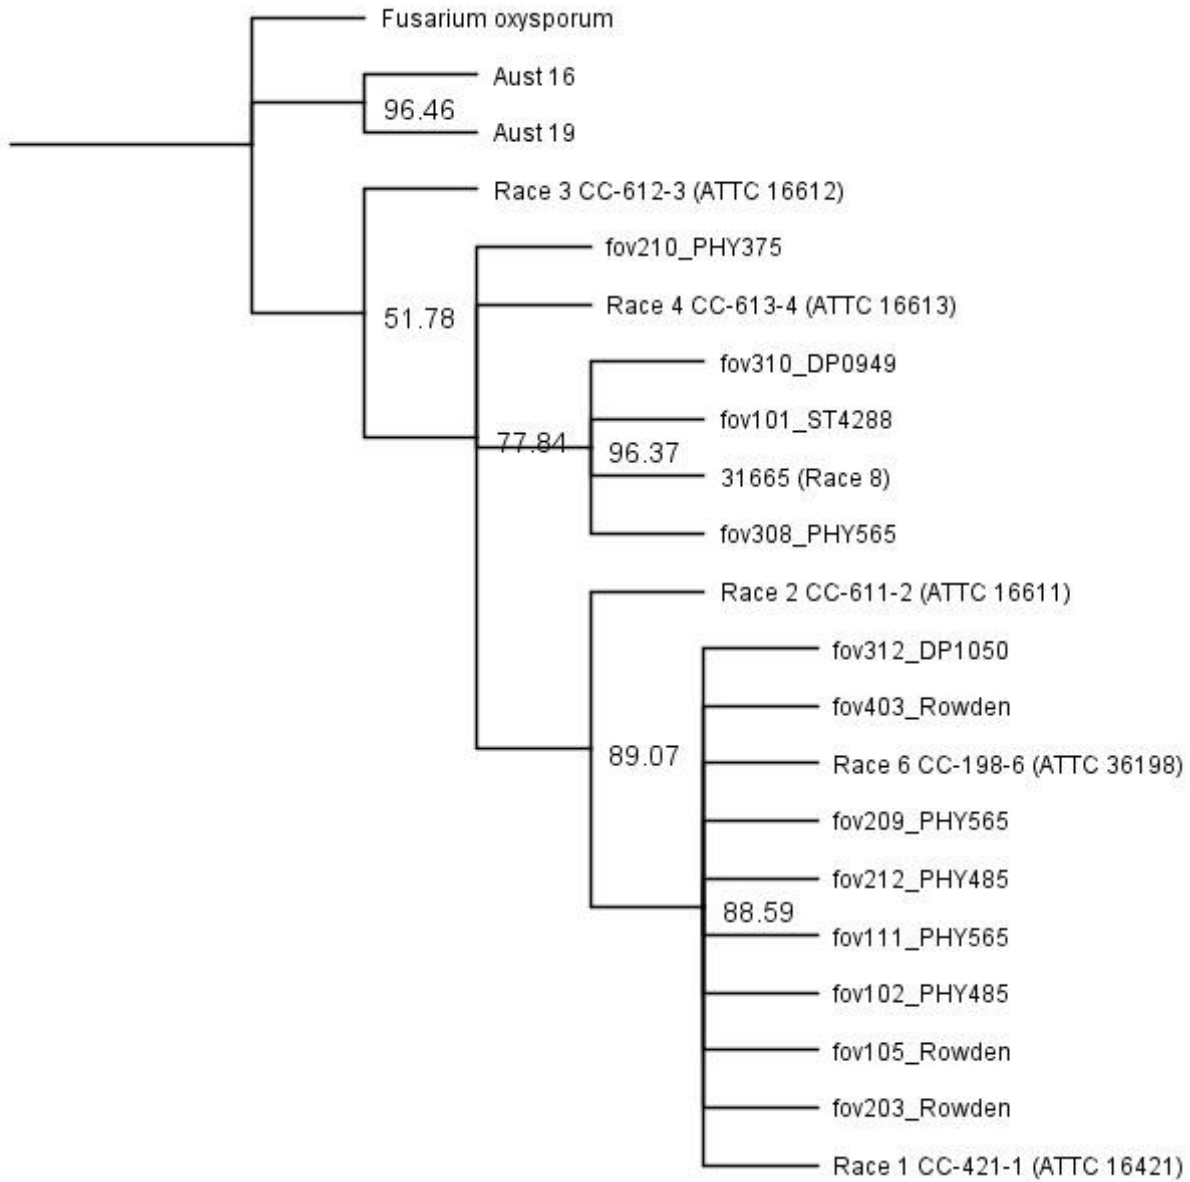 Fusarium oxysporum
Aust 16
96.46
Aust 19
Race 3 CC-612-3 (ATTC 16612)
fov210_PHY375
Race 4 CC-613-4 (ATTC 16613)
51.78
fov310_DP0949
fov101_ST4288
77.84
96.37
31665 (Race 8)
fov308_PHY565
Race 2 CC-611-2 (ATTC 16611)
fov312_DP1050
fov403_Rowden
89.07
Race 6 CC-198-6 (ATTC 36198)
fov209_PHY565
fov212_PHY485
88.59
fov111_PHY565
fov102_PHY485
fov105_Rowden
fov203_Rowden
Race 1 CC-421-1 (ATTC 16421)